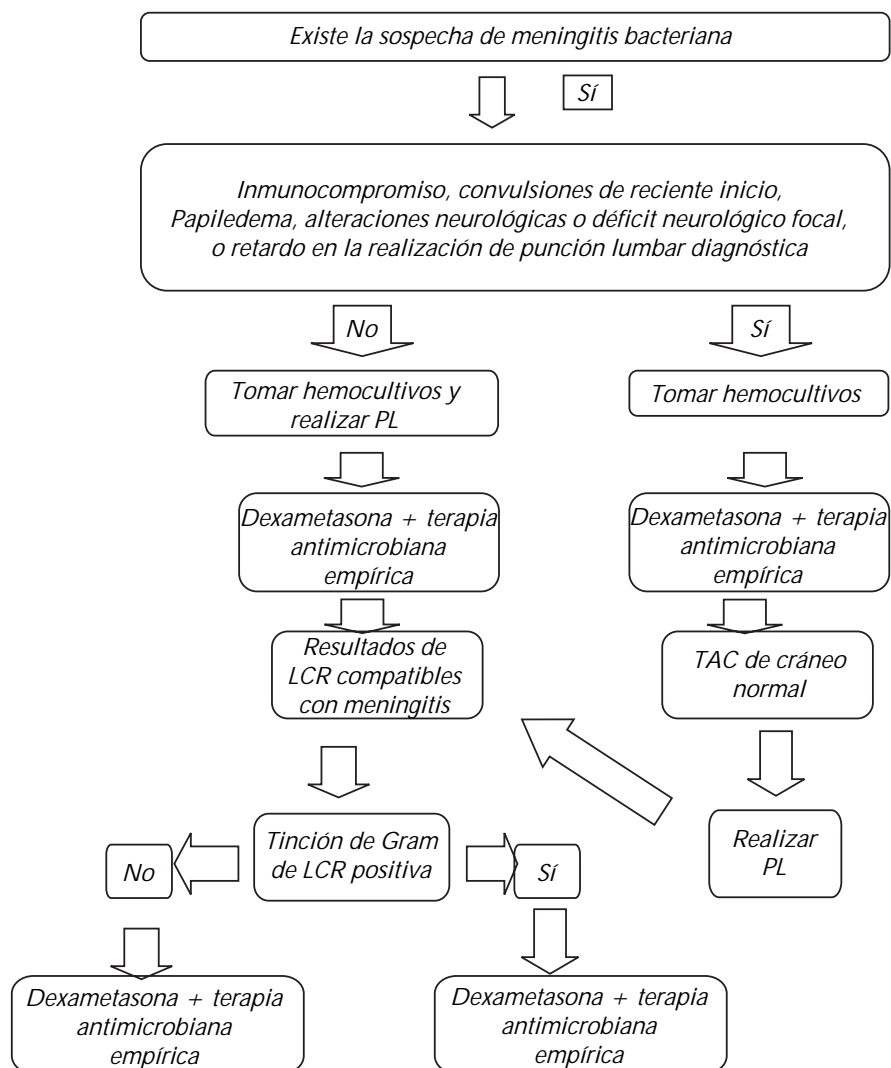 Existe la sospecha de meningitis bacteriana
Sí
Inmunocompromiso, convulsiones de reciente inicio,
Papiledema, alteraciones neurológicas o déficit neurológico focal,
o retardo en la realización de punción lumbar diagnóstica
No
Sí
Tomar hemocultivos y
realizar PL
Tomar hemocultivos
Dexametasona + terapia
antimicrobiana
empírica
Dexametasona + terapia
antimicrobiana
empírica
Resultados de
LCR compatibles
con meningitis
TAC de cráneo
normal
Tinción de Gram
de LCR positiva
No
Sí
Realizar
PL
Dexametasona + terapia
antimicrobiana
empírica
Dexametasona + terapia
antimicrobiana
empírica